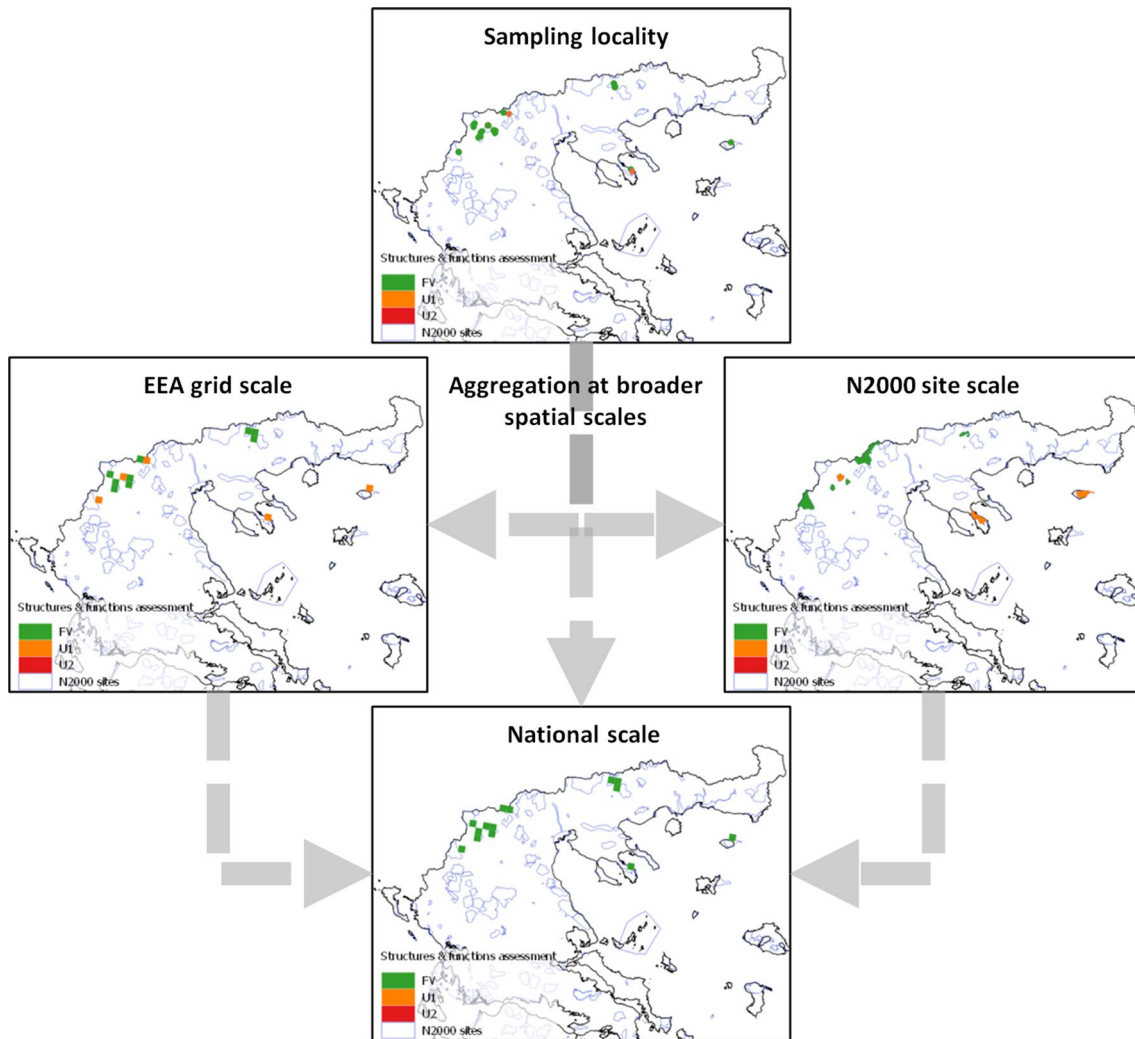 Sampling locality
Structures & functions assessment
FV
U1
U2
N2000 sites
EEA grid scale
Structures & functions assessment
FV
U1
U2
N2000 sites
Aggregation at broader
spatial scales
N2000 site scale
Structures & functions assessment
FV
U1
U2
N2000 sites
National scale
Structures & functions assessment
FV
U1
U2
N2000 sites